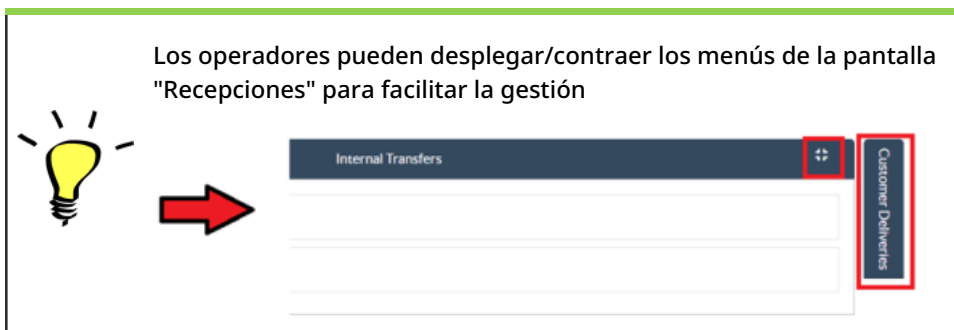 Los operadores pueden desplegar/contraer los menús de la pantalla
"Recepciones" para facilitar la gestión
Internal Transfers
Customer Deliveries